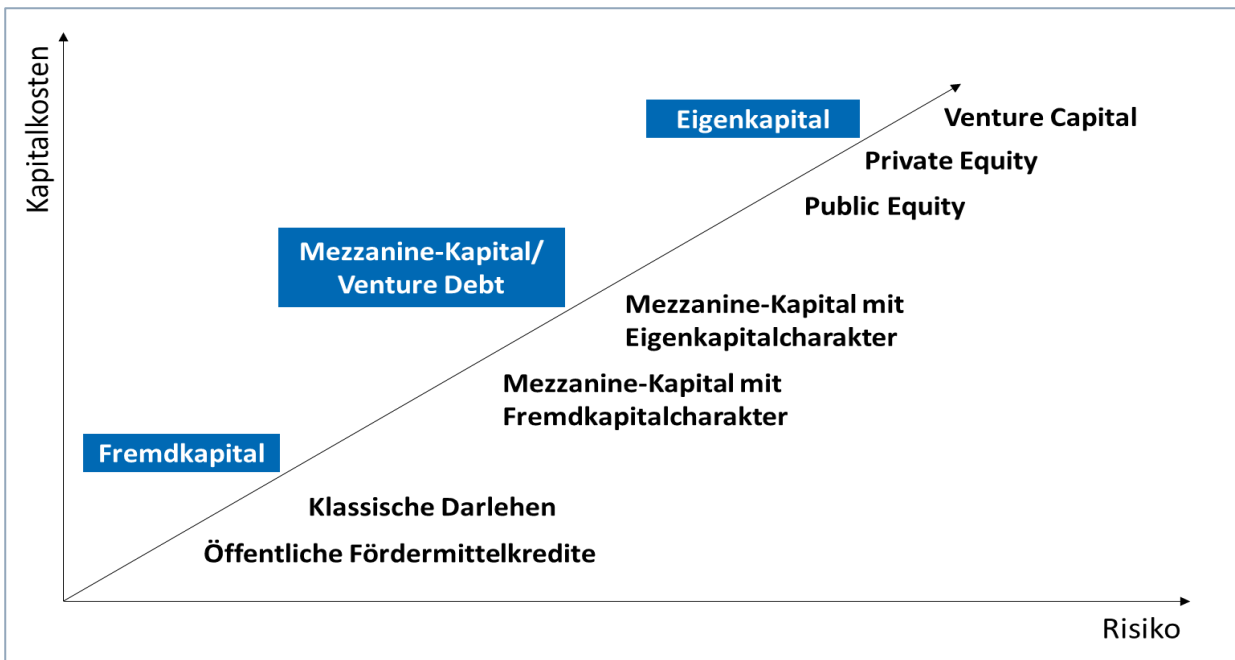 Kapitalkosten
Eigenkapital
Venture Capital
Private Equity
Public Equity
Mezzanine-Kapital/
Venture Debt
Mezzanine-Kapital mit
Eigenkapitalcharakter
Mezzanine-Kapital mit
Fremdkapitalcharakter
Fremdkapital
Klassische Darlehen
Öffentliche Fördermittelkredite
Risiko